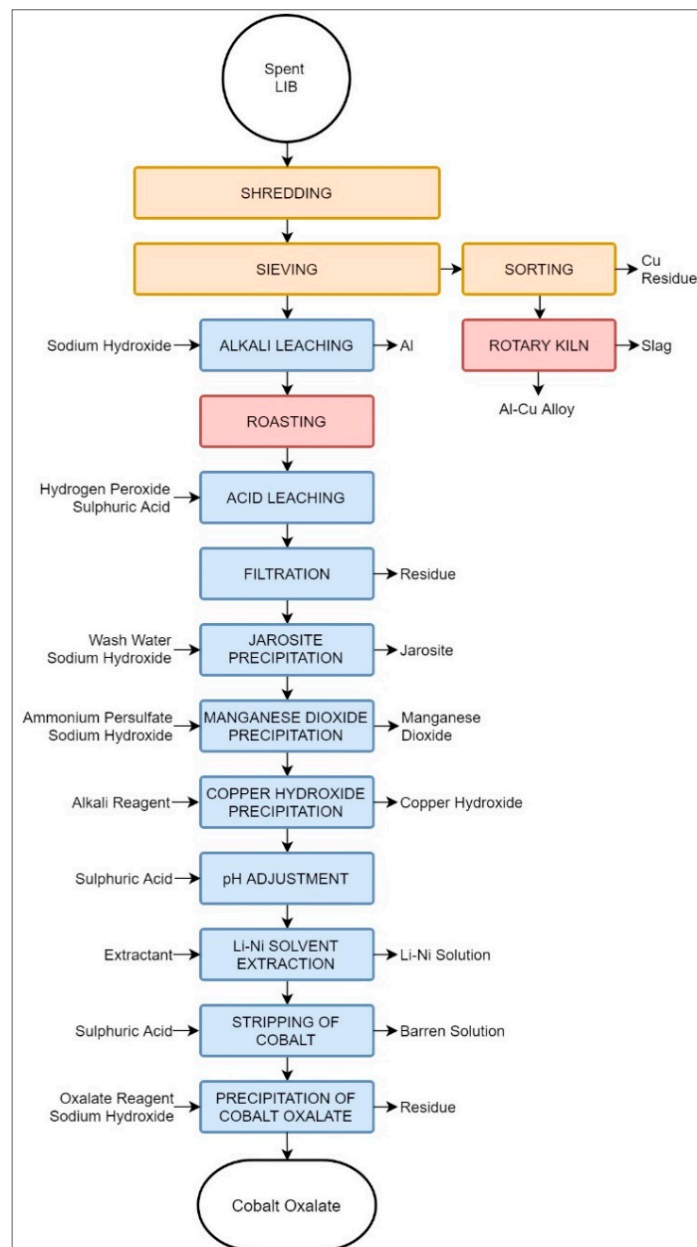 Spent
LIB
SHREDDING
SIEVING
SORTING
Cu
Residue
Sodium Hydroxide
ALKALI LEACHING
Al
ROTARY KILN
Slag
Al-Cu Alloy
ROASTING
Hydrogen Peroxide
Sulphuric Acid
ACID LEACHING
FILTRATION
Residue
Wash Water
Sodium Hydroxide
JAROSITE
PRECIPITATION
Jarosite
Ammonium Persulfate
Sodium Hydroxide
MANGANESE DIOXIDE
PRECIPITATION
Manganese
Dioxide
Alkali Reagent
COPPER HYDROXIDE
PRECIPITATION
Copper Hydroxide
Sulphuric Acid
pH ADJUSTMENT
Extractant
Li-Ni SOLVENT
EXTRACTION
Li-Ni Solution
Sulphuric Acid
STRIPPING OF
COBALT
Barren Solution
Oxalate Reagent
Sodium Hydroxide
PRECIPITATION OF
COBALT OXALATE
Residue
Cobalt Oxalate